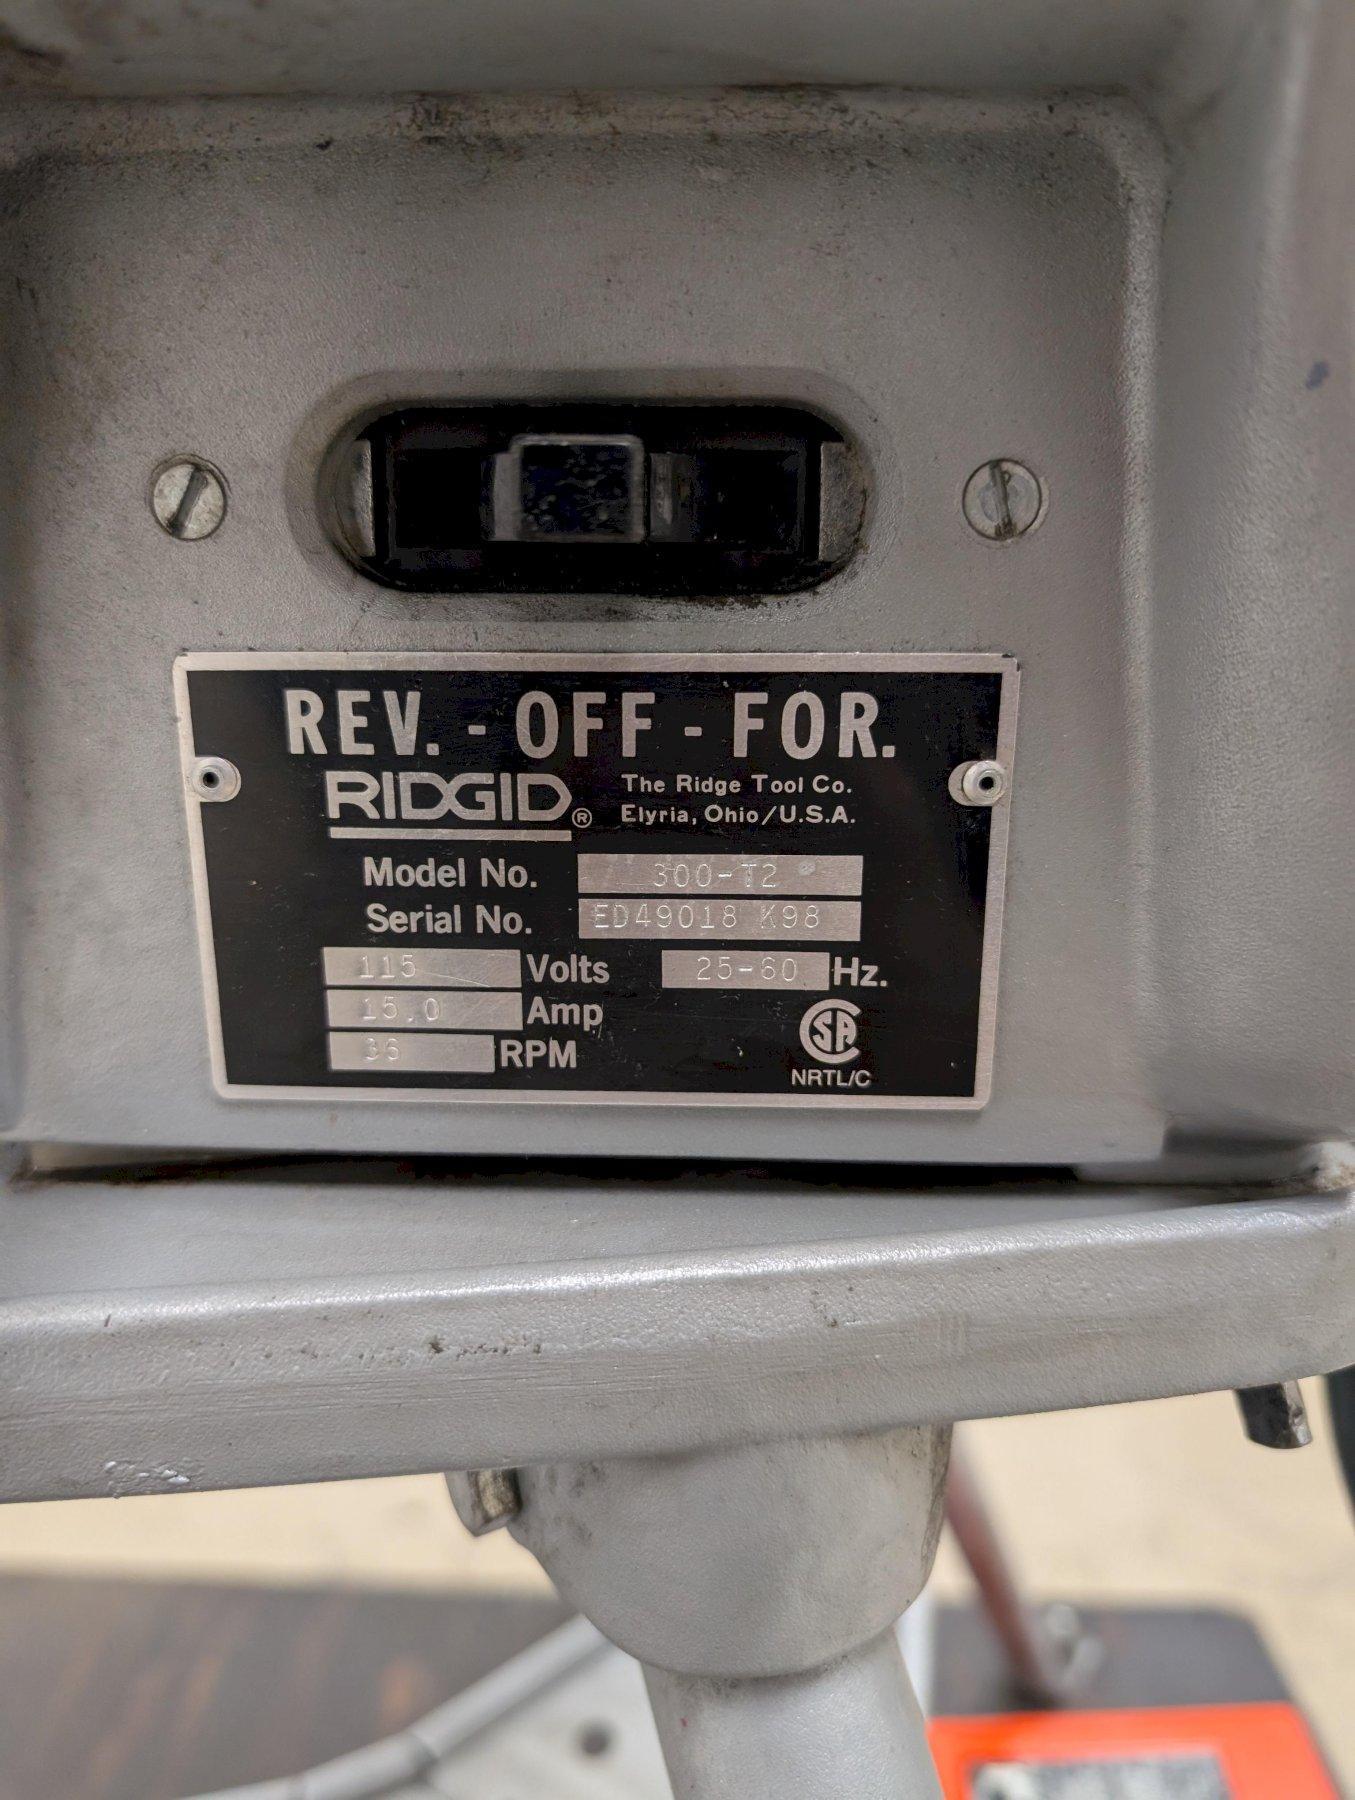 REV. - OFF - FOR.
RIDGID®
The Ridge Tool Co.
Elyria, Ohio/U.S.A.
Model No. 300-T2
Serial No. ED49018 K98
115 Volts 25-60 Hz.
15.0 Amp
36 RPM
CSA
NRTL/C